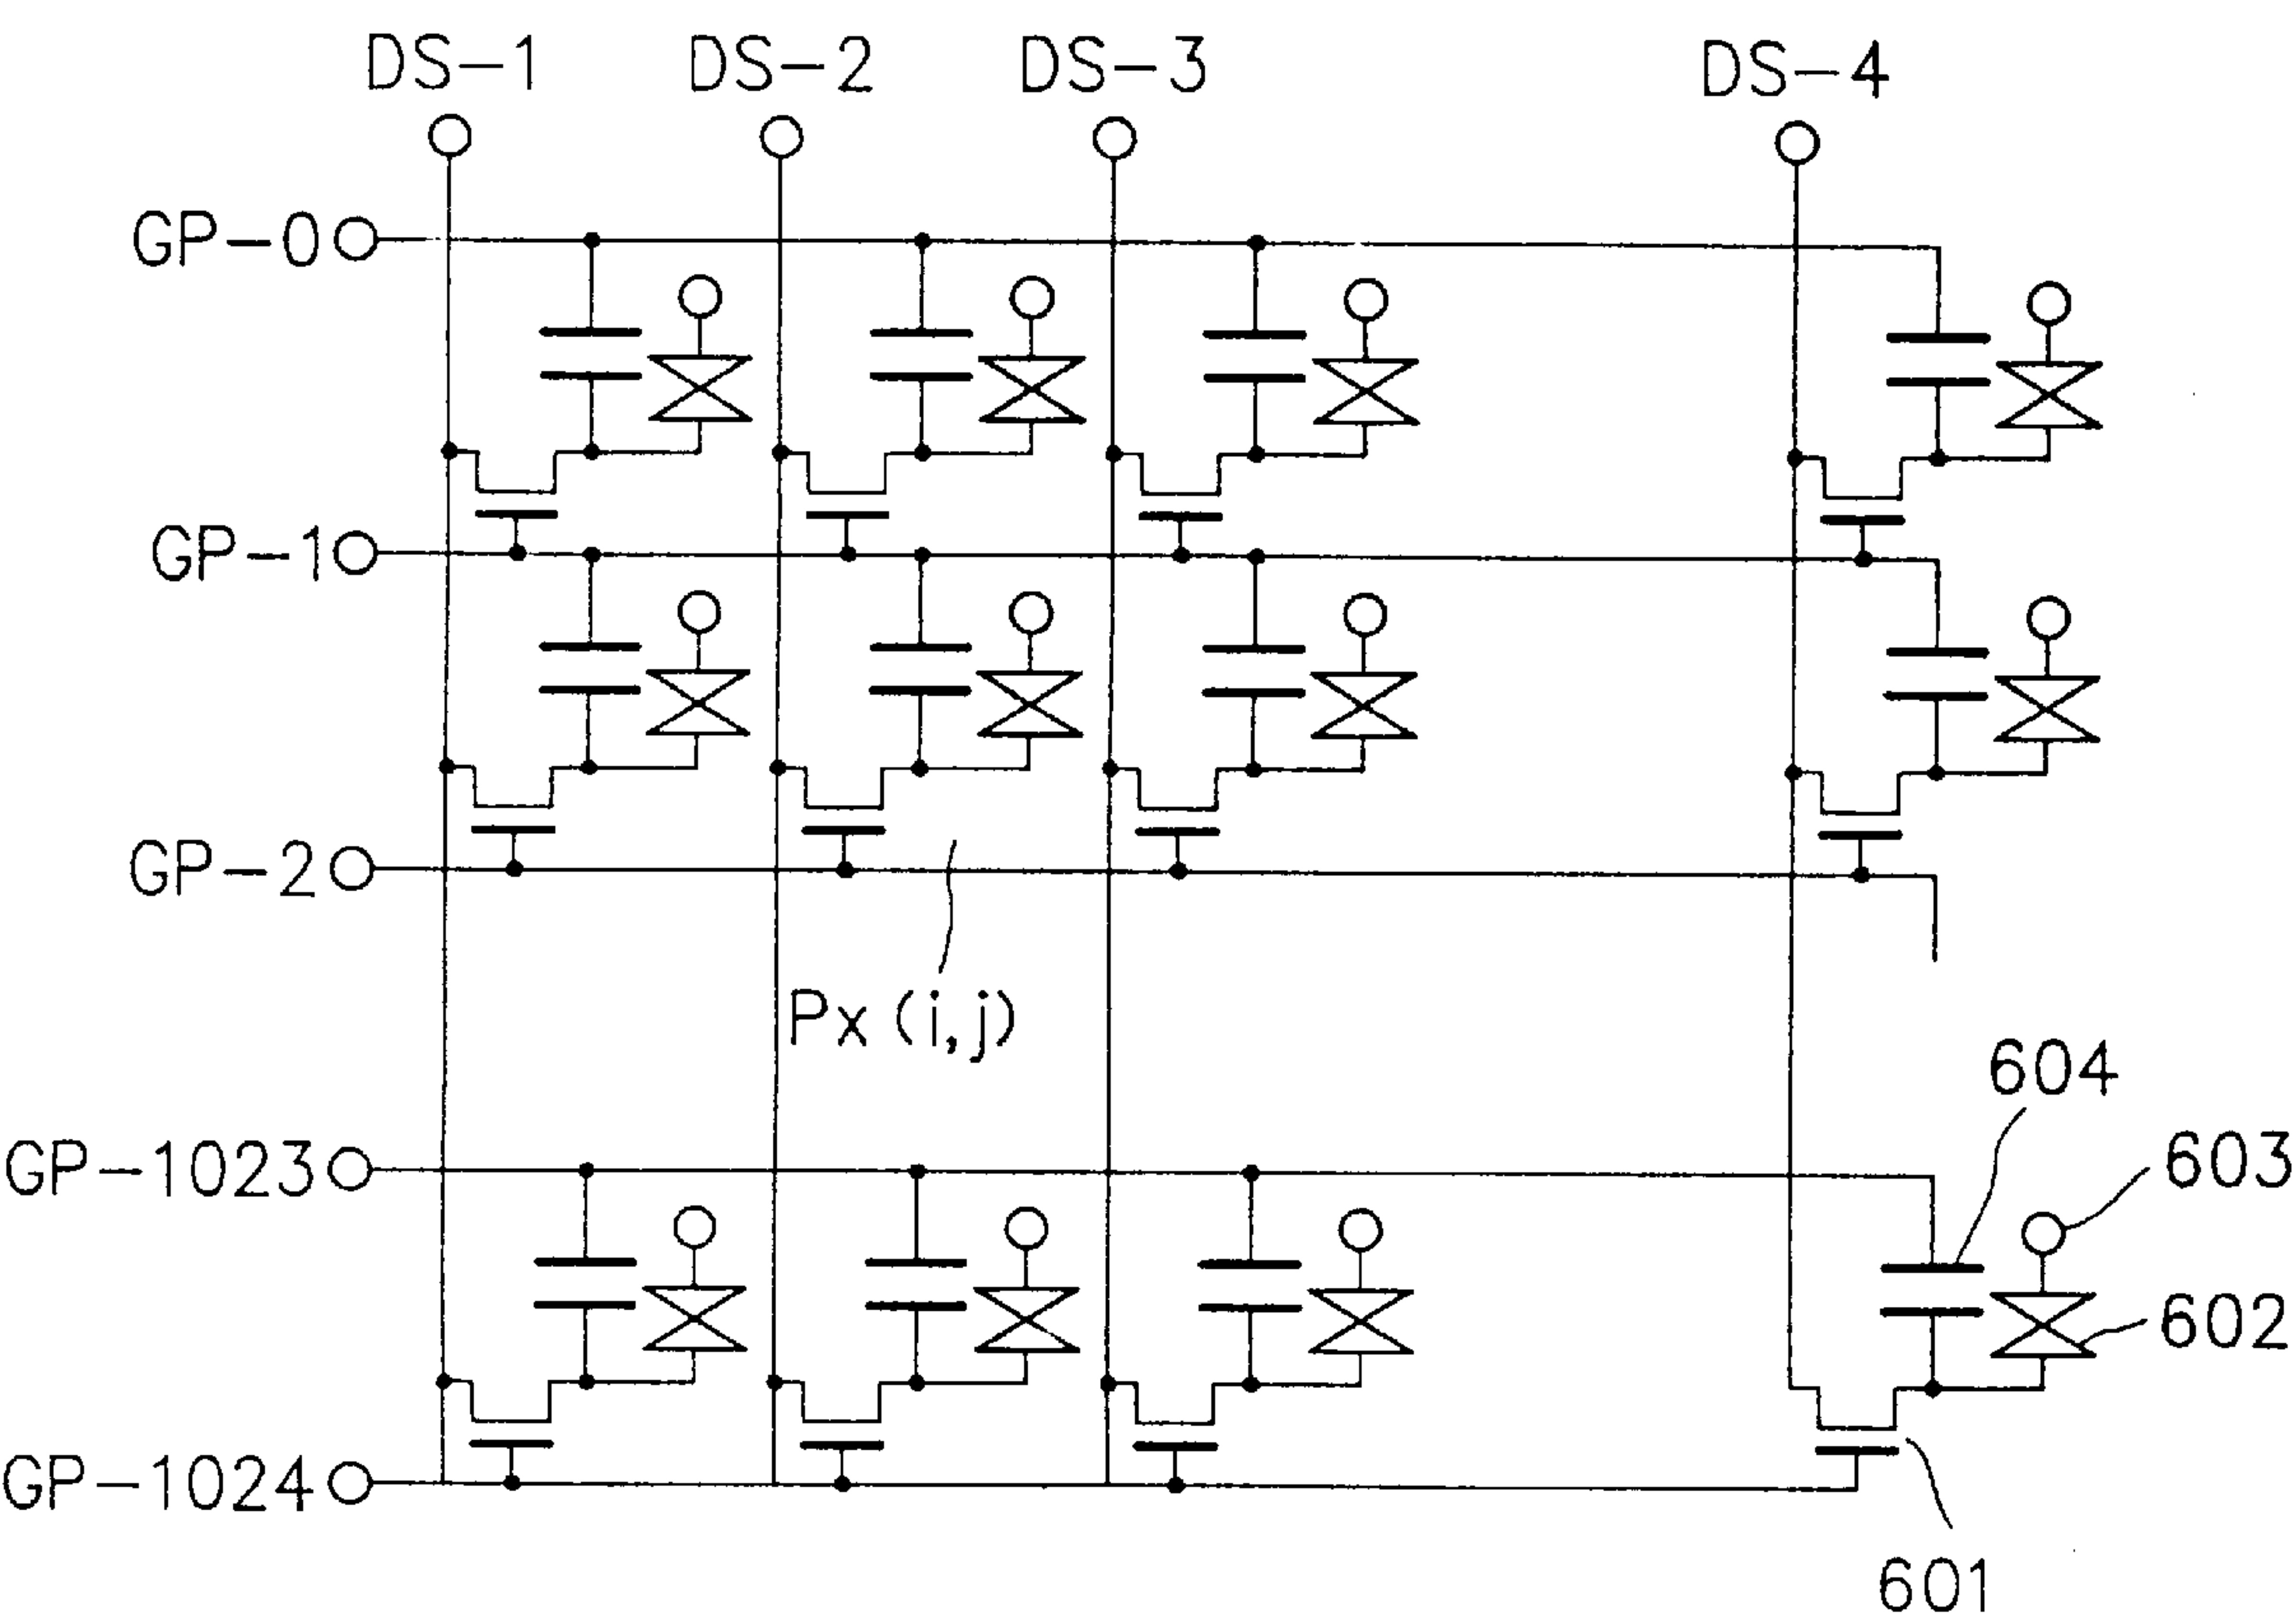 DS-1 DS-2 DS-3 DS-4
GP-0
GP-1
GP-2
Px (i,j)
604
GP-1023
603
602
GP-1024
601